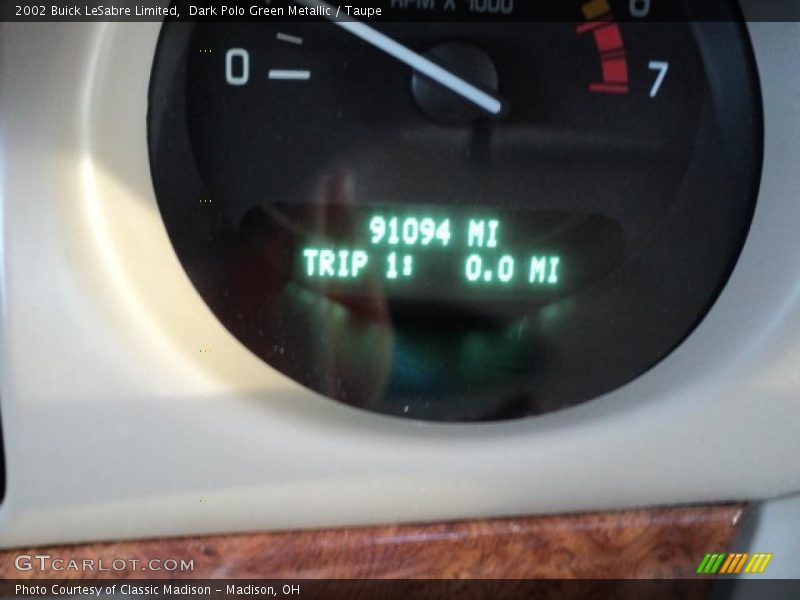 2002 Buick LeSabre Limited,  Dark Polo Green Metallic / Taupe
RPM X 1000
0
7
91094 MI
TRIP 1: 0.0 MI
GTCARLOT.COM
Photo Courtesy of Classic Madison - Madison, OH